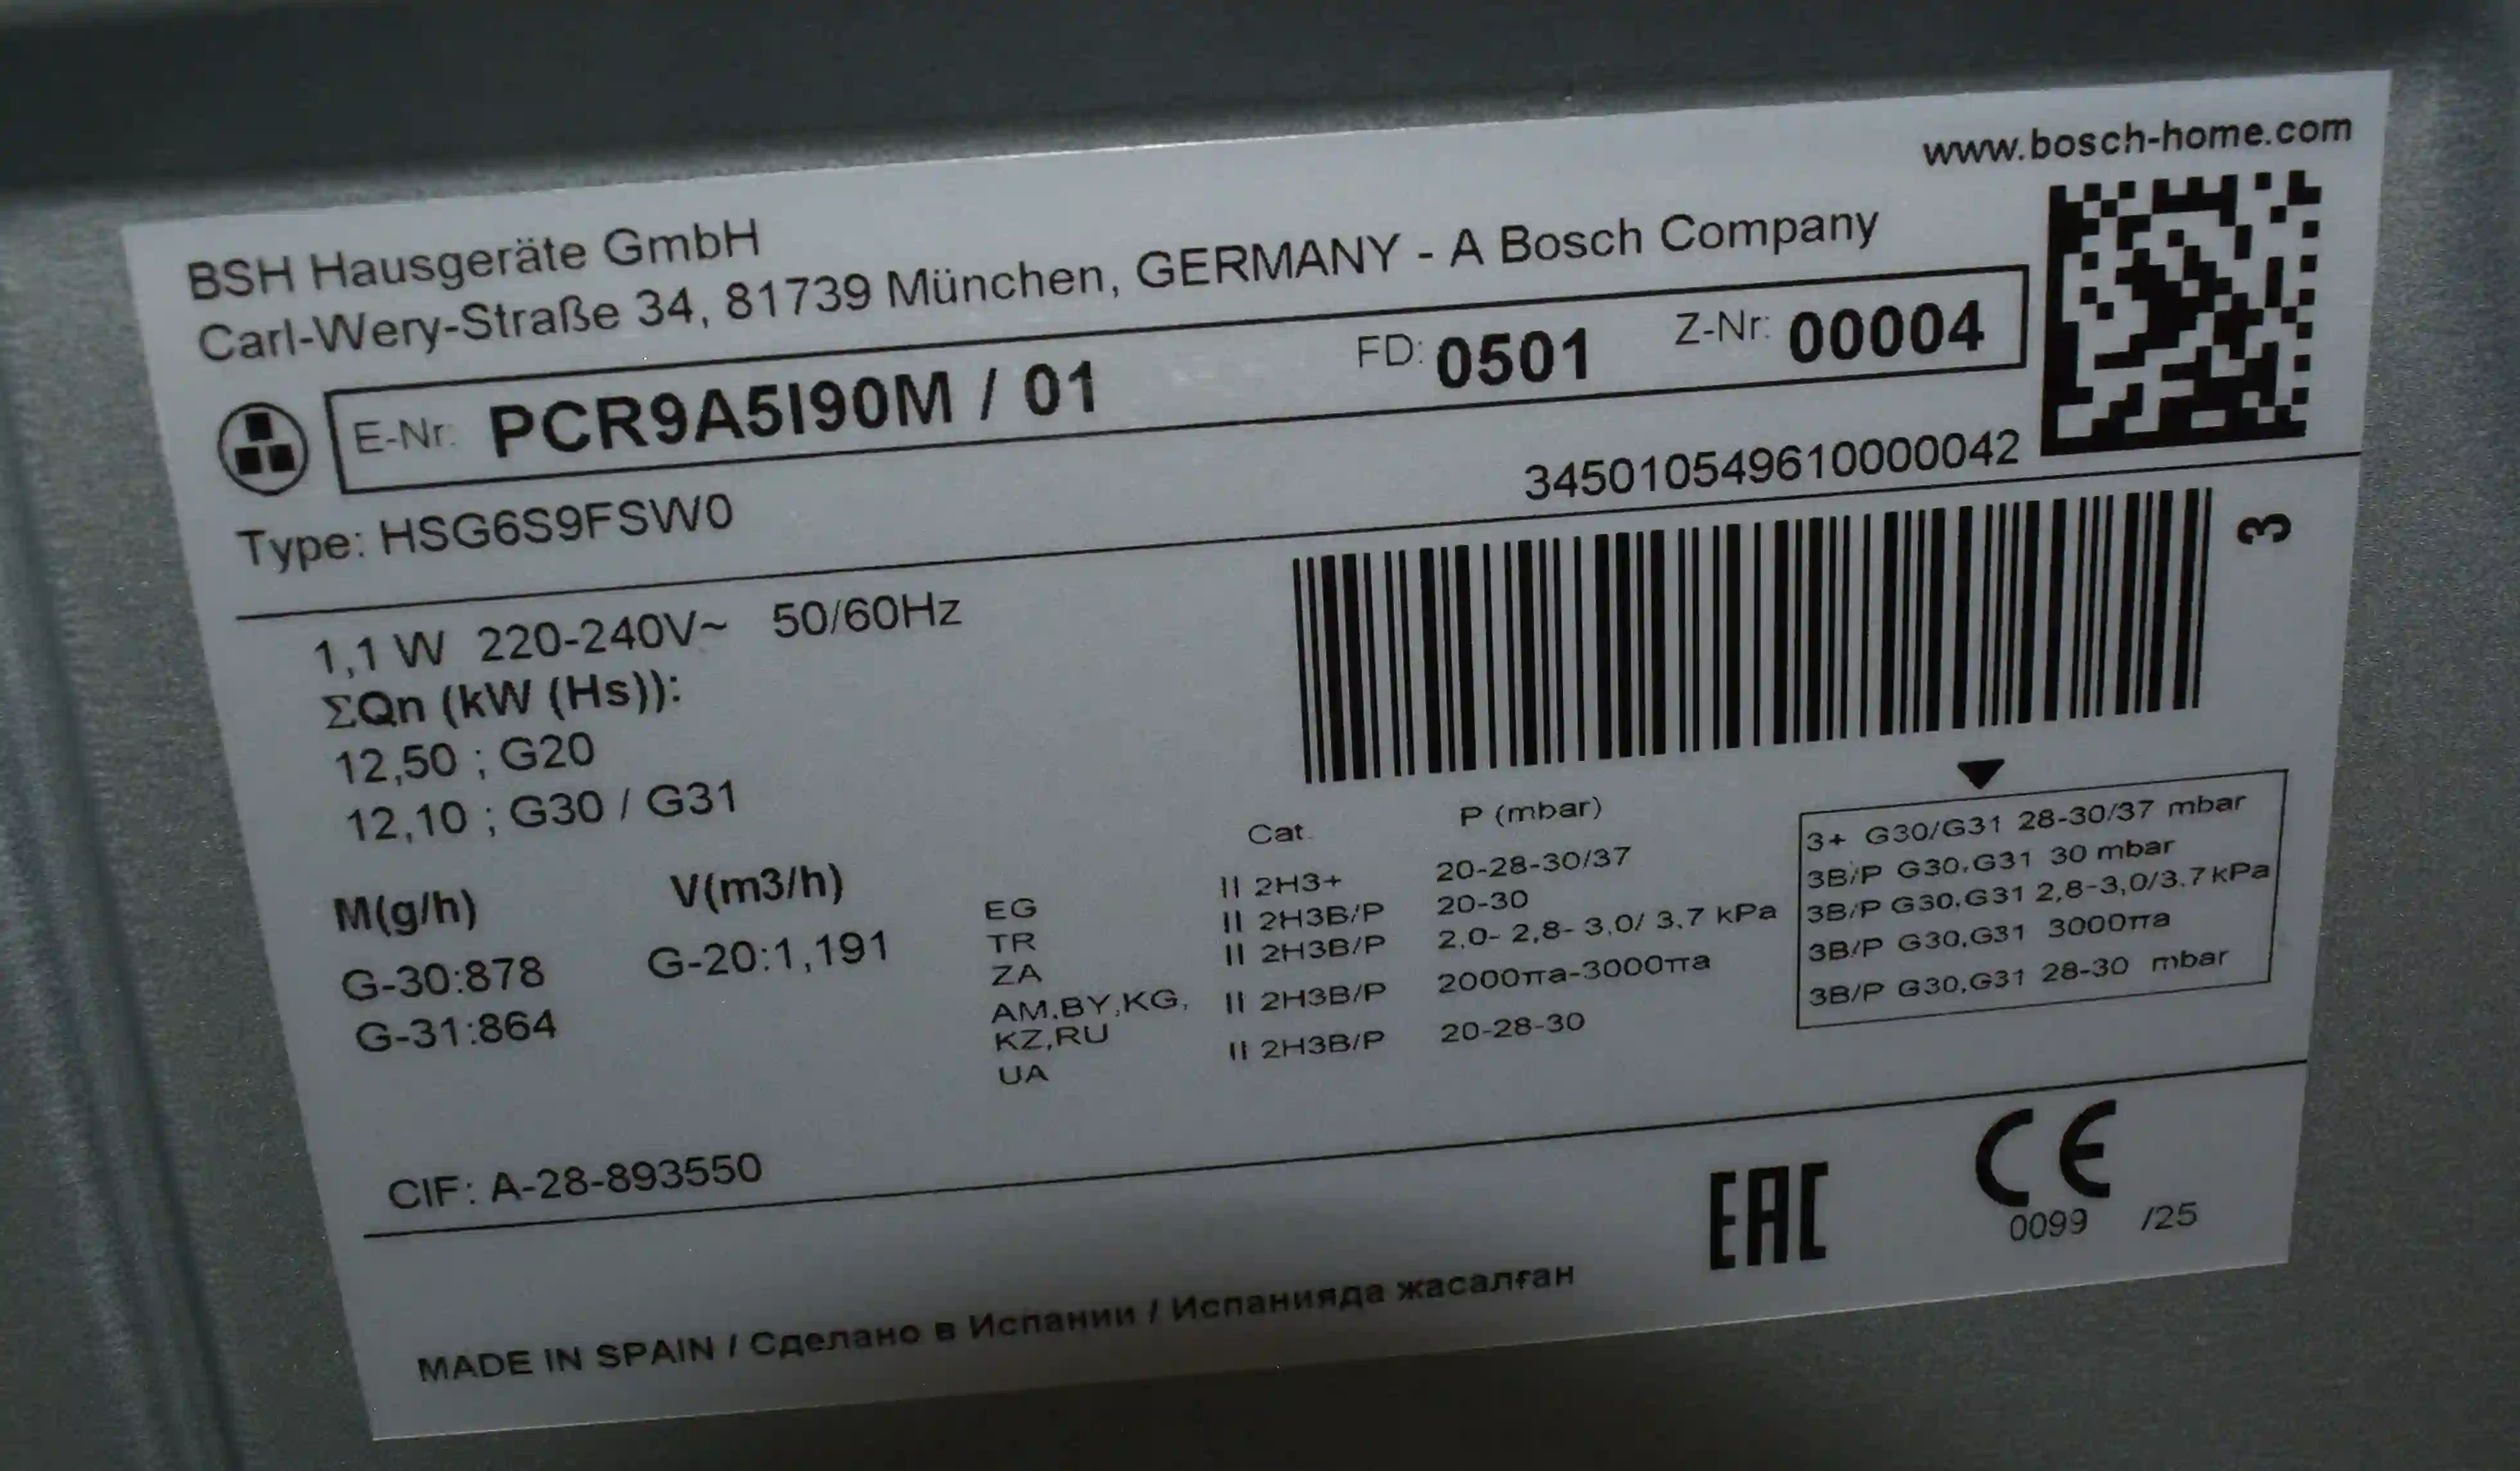 www.bosch-home.com
BSH Hausgeräte GmbH
Carl-Wery-Straße 34, 81739 München, GERMANY - A Bosch Company
E-Nr: PCR9A5I90M / 01 FD: 0501 Z-Nr: 00004
Type: HSG6S9FSW0
345010549610000042
3
1,1 W 220-240V~ 50/60Hz
ΣQn (kW (Hs)):
12,50 ; G20
12,10 ; G30 / G31
M(g/h) V(m3/h)
G-30:878 G-20:1,191
G-31:864
Cat. P (mbar)
EG II 2H3+ 20-28-30/37
TR II 2H3B/P 20-30
ZA II 2H3B/P 2,0- 2,8- 3,0/ 3,7 kPa
AM,BY,KG, II 2H3B/P 2000πa-3000πa
KZ,RU
UA II 2H3B/P 20-28-30
3+ G30/G31 28-30/37 mbar
3B/P G30,G31 30 mbar
3B/P G30,G31 2,8-3,0/3,7kPa
3B/P G30,G31 3000πa
3B/P G30,G31 28-30 mbar
CIF: A-28-893550
EAC CE
0099 /25
MADE IN SPAIN / Сделано в Испании / Испанияда жасалған